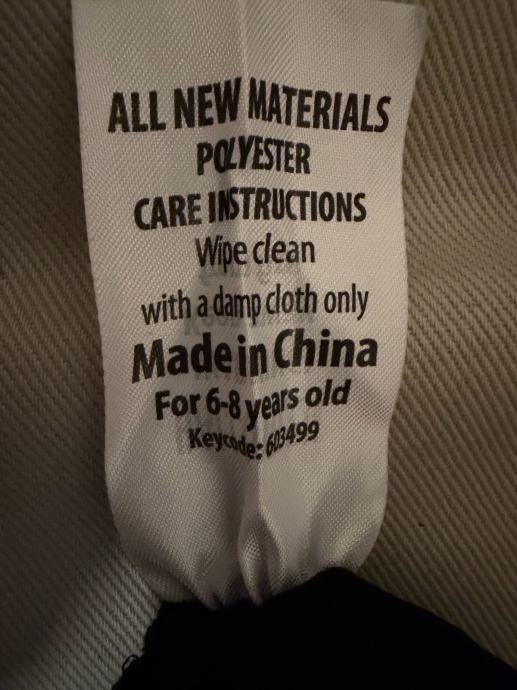 ALL NEW MATERIALS
POLYESTER
CARE INSTRUCTIONS
Wipe clean
with a damp cloth only
Made in China
For 6-8 years old
Keycode: 603499